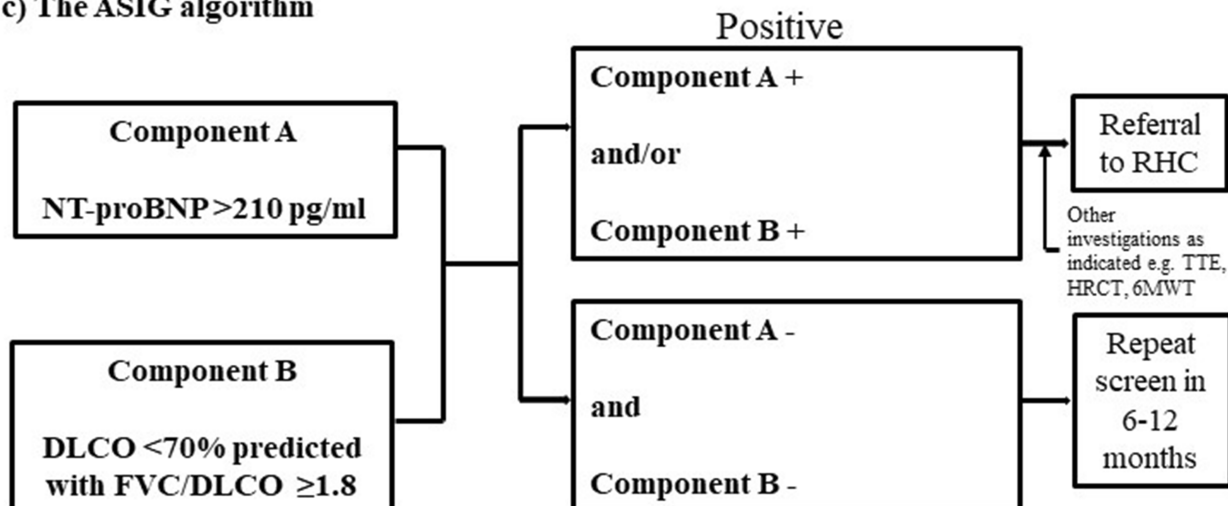 c) The ASIG algorithm
Component A
NT-proBNP >210 pg/ml
Component B
DLCO <70% predicted
with FVC/DLCO ≥1.8
Positive
Component A +
and/or
Component B +
Referral
to RHC
Other
investigations as
indicated e.g. TTE,
HRCT, 6MWT
Component A -
and
Component B -
Repeat
screen in
6-12
months